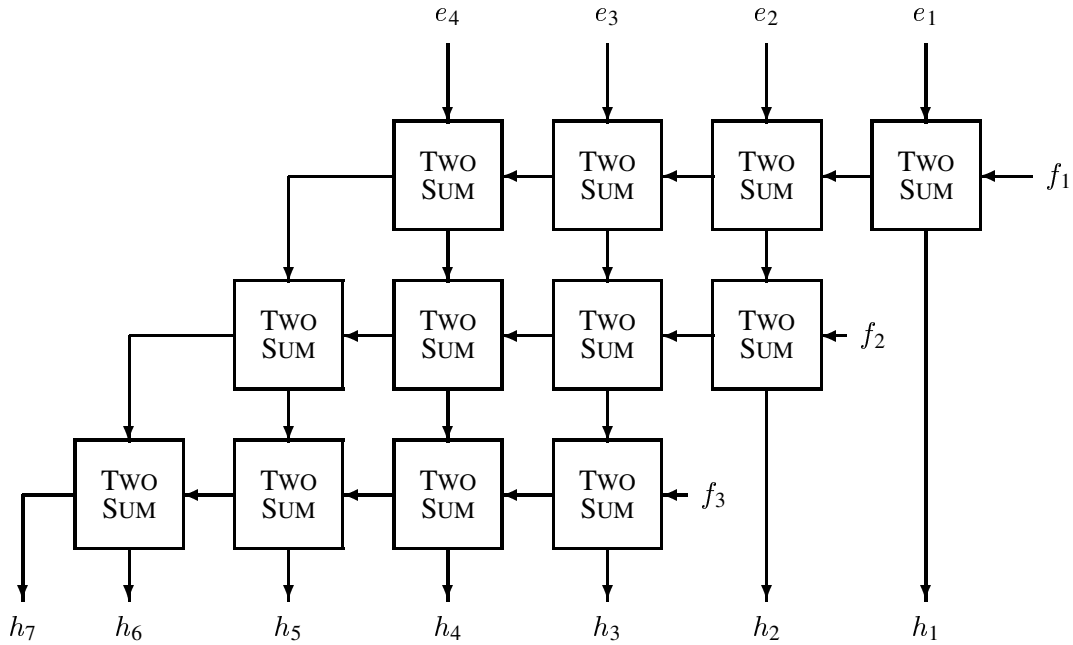 e4 e3 e2 e1
TWO TWO TWO TWO
SUM SUM SUM SUM
f1
TWO TWO TWO TWO
SUM SUM SUM SUM
f2
TWO TWO TWO TWO
SUM SUM SUM SUM
f3
h7 h6 h5 h4 h3 h2 h1